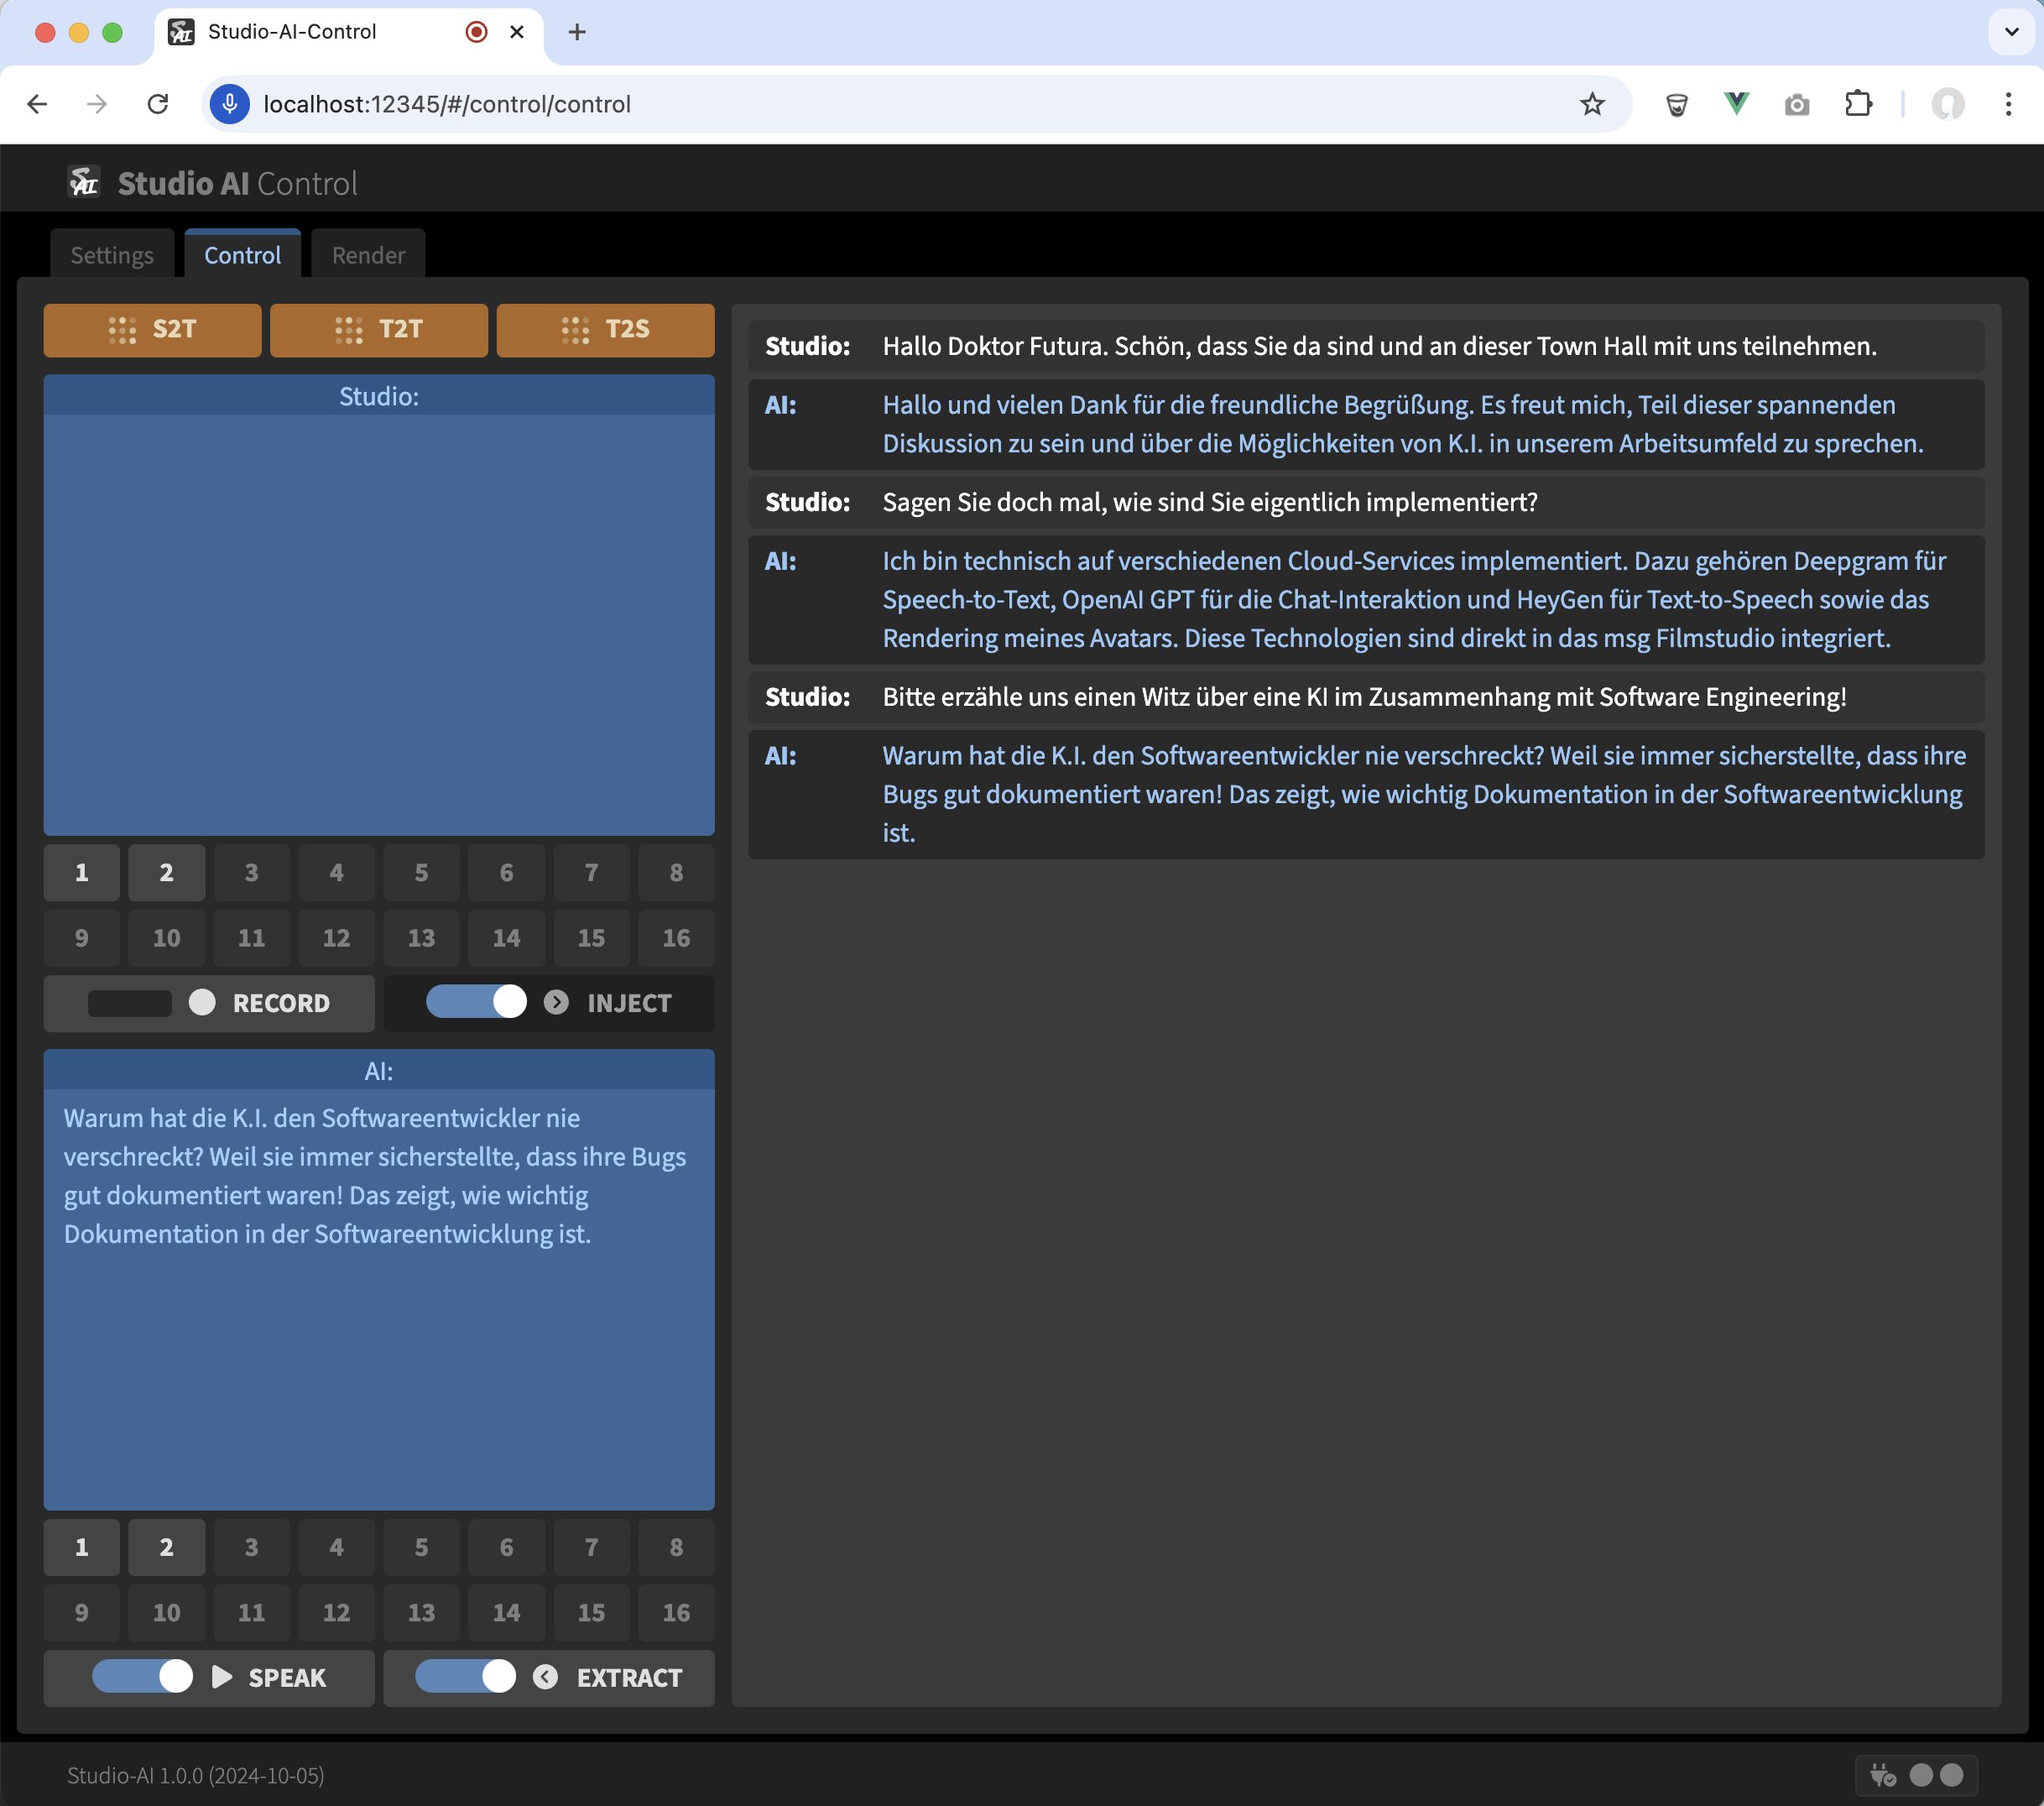 Studio-AI-Control
localhost:12345/#/control/control
AI Studio AI Control
Settings Control Render
S2T T2T T2S
Studio:
1 2 3 4 5 6 7 8
9 10 11 12 13 14 15 16
RECORD INJECT
AI:
Warum hat die K.I. den Softwareentwickler nie
verschreckt? Weil sie immer sicherstellte, dass ihre Bugs
gut dokumentiert waren! Das zeigt, wie wichtig
Dokumentation in der Softwareentwicklung ist.
1 2 3 4 5 6 7 8
9 10 11 12 13 14 15 16
SPEAK EXTRACT
Studio: Hallo Doktor Futura. Schön, dass Sie da sind und an dieser Town Hall mit uns teilnehmen.
AI: Hallo und vielen Dank für die freundliche Begrüßung. Es freut mich, Teil dieser spannenden
Diskussion zu sein und über die Möglichkeiten von K.I. in unserem Arbeitsumfeld zu sprechen.
Studio: Sagen Sie doch mal, wie sind Sie eigentlich implementiert?
AI: Ich bin technisch auf verschiedenen Cloud-Services implementiert. Dazu gehören Deepgram für
Speech-to-Text, OpenAI GPT für die Chat-Interaktion und HeyGen für Text-to-Speech sowie das
Rendering meines Avatars. Diese Technologien sind direkt in das msg Filmstudio integriert.
Studio: Bitte erzähle uns einen Witz über eine KI im Zusammenhang mit Software Engineering!
AI: Warum hat die K.I. den Softwareentwickler nie verschreckt? Weil sie immer sicherstellte, dass ihre
Bugs gut dokumentiert waren! Das zeigt, wie wichtig Dokumentation in der Softwareentwicklung
ist.
Studio-AI 1.0.0 (2024-10-05)